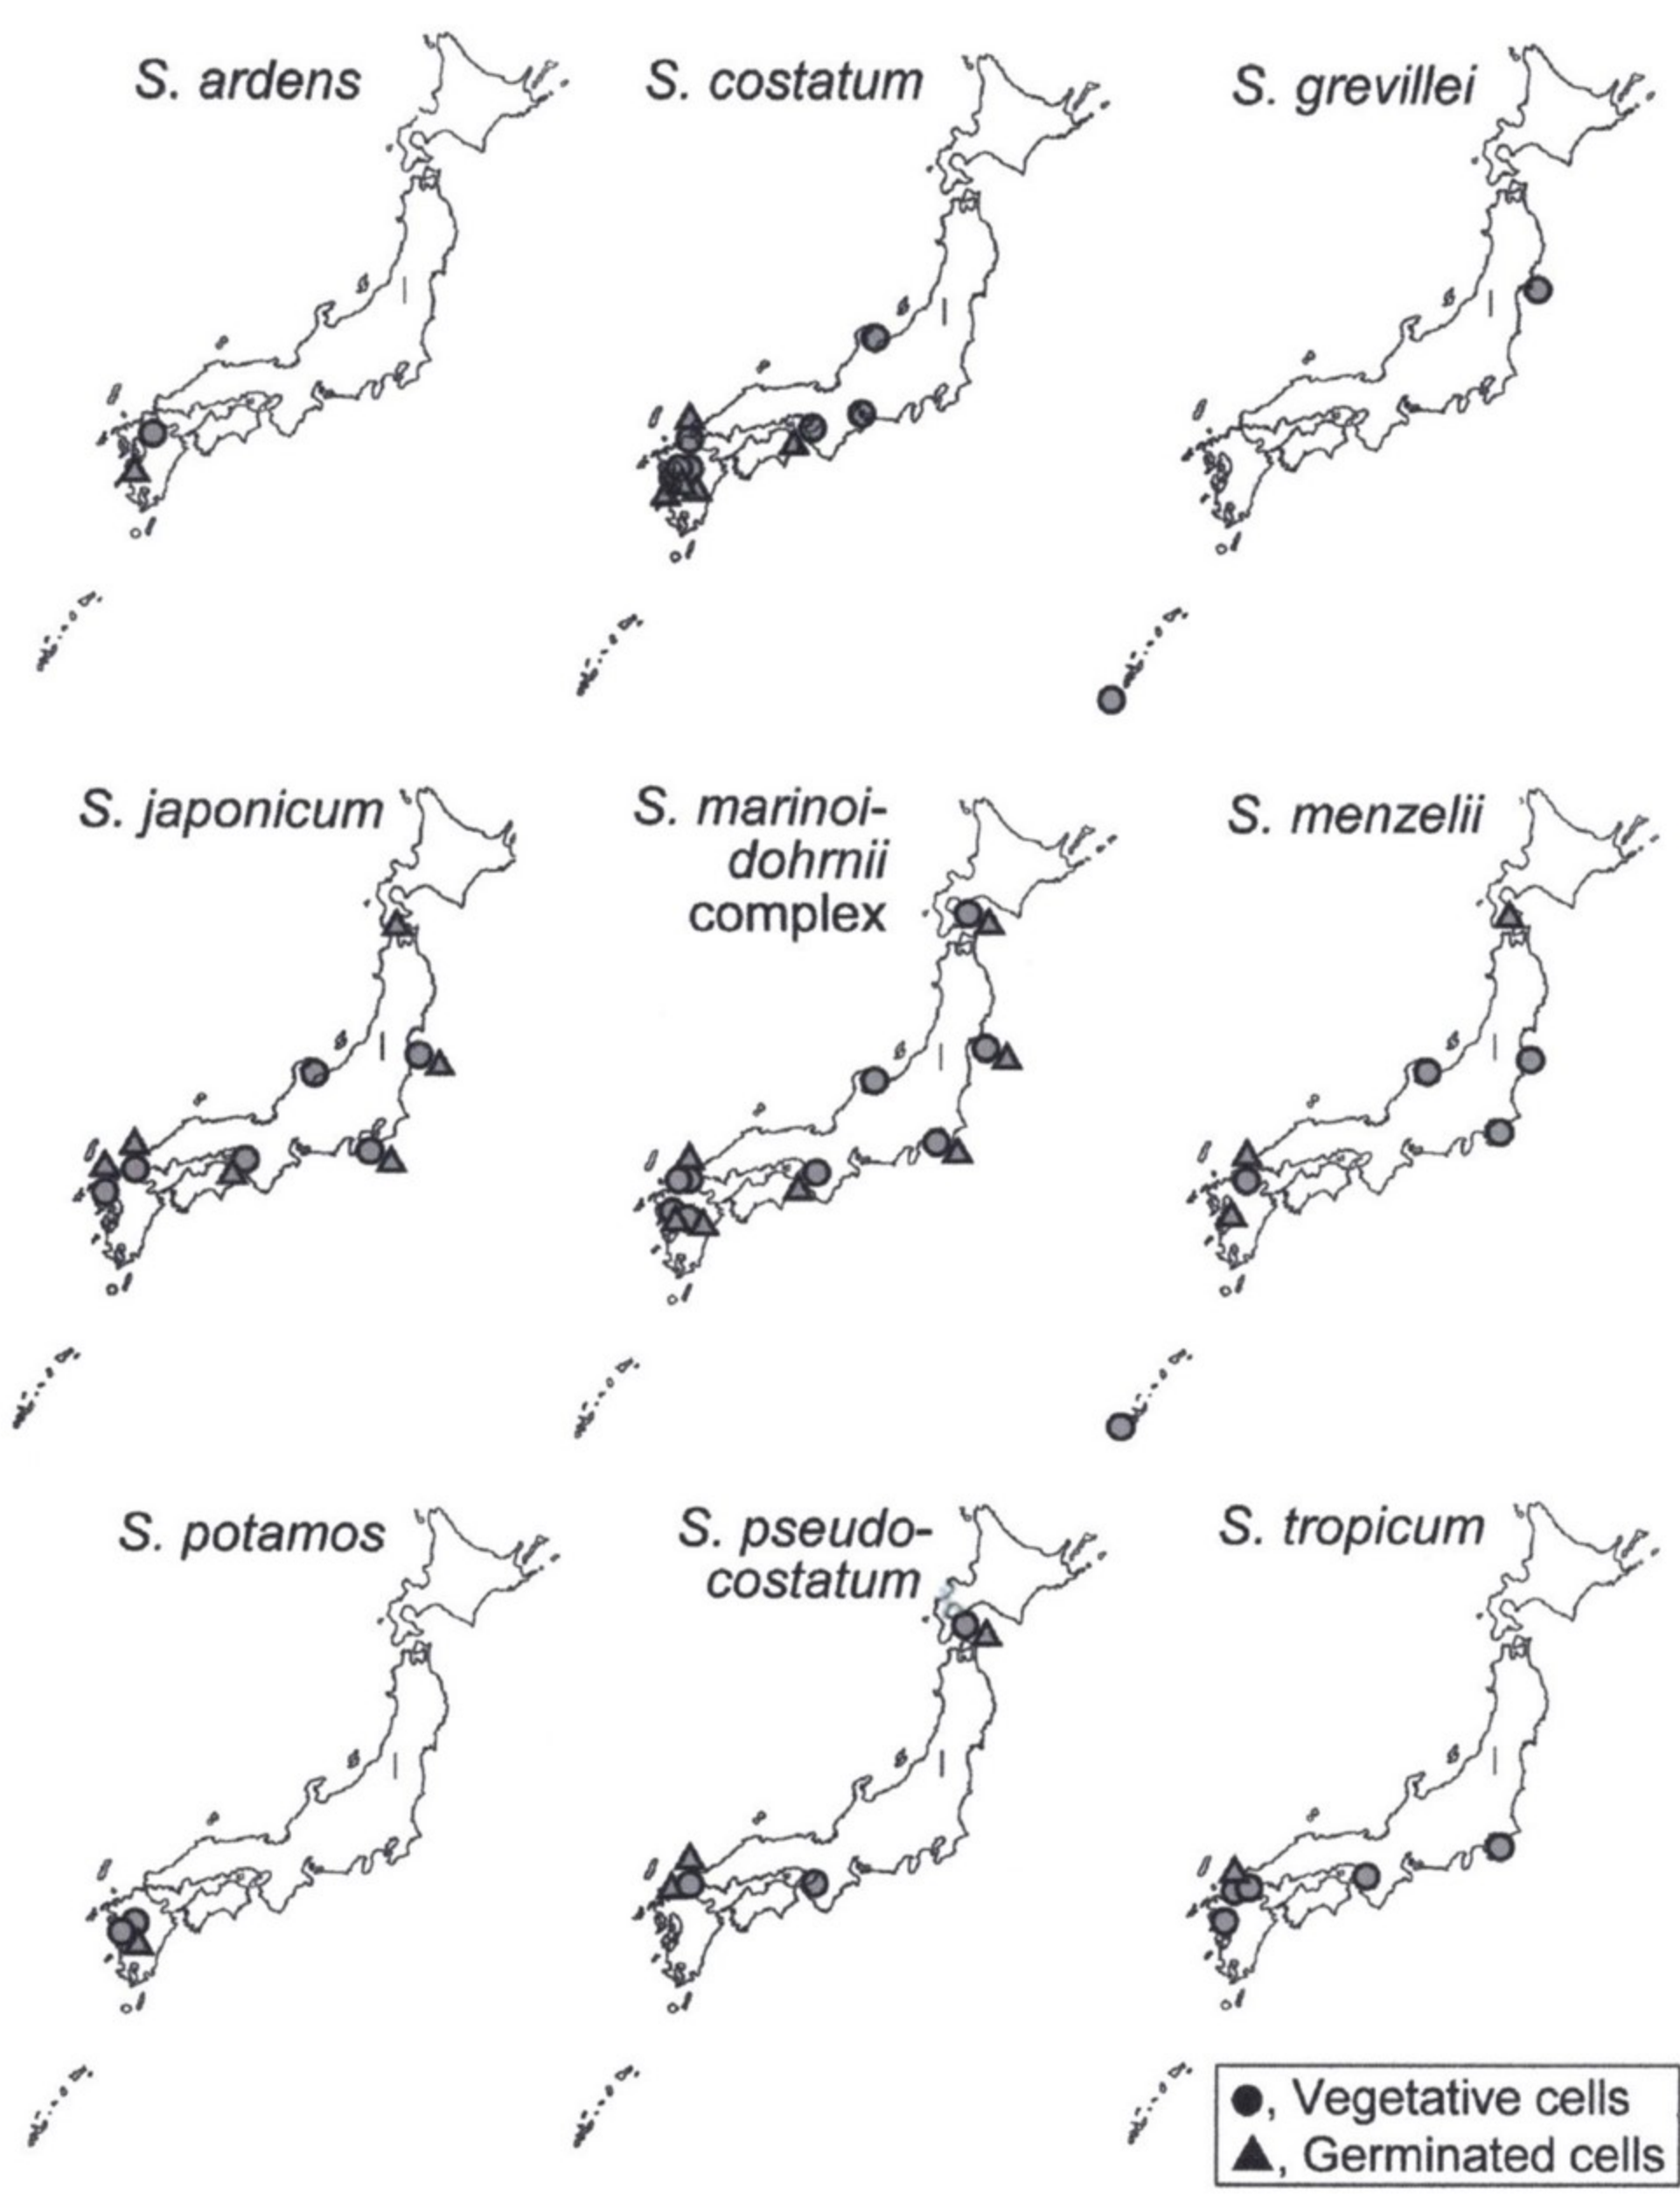 S. ardens
S. costatum
S. grevillei
S. japonicum
S. marinoi-
dohrnii
complex
S. menzelii
S. potamos
S. pseudo-
costatum
S. tropicum
●, Vegetative cells
▲, Germinated cells